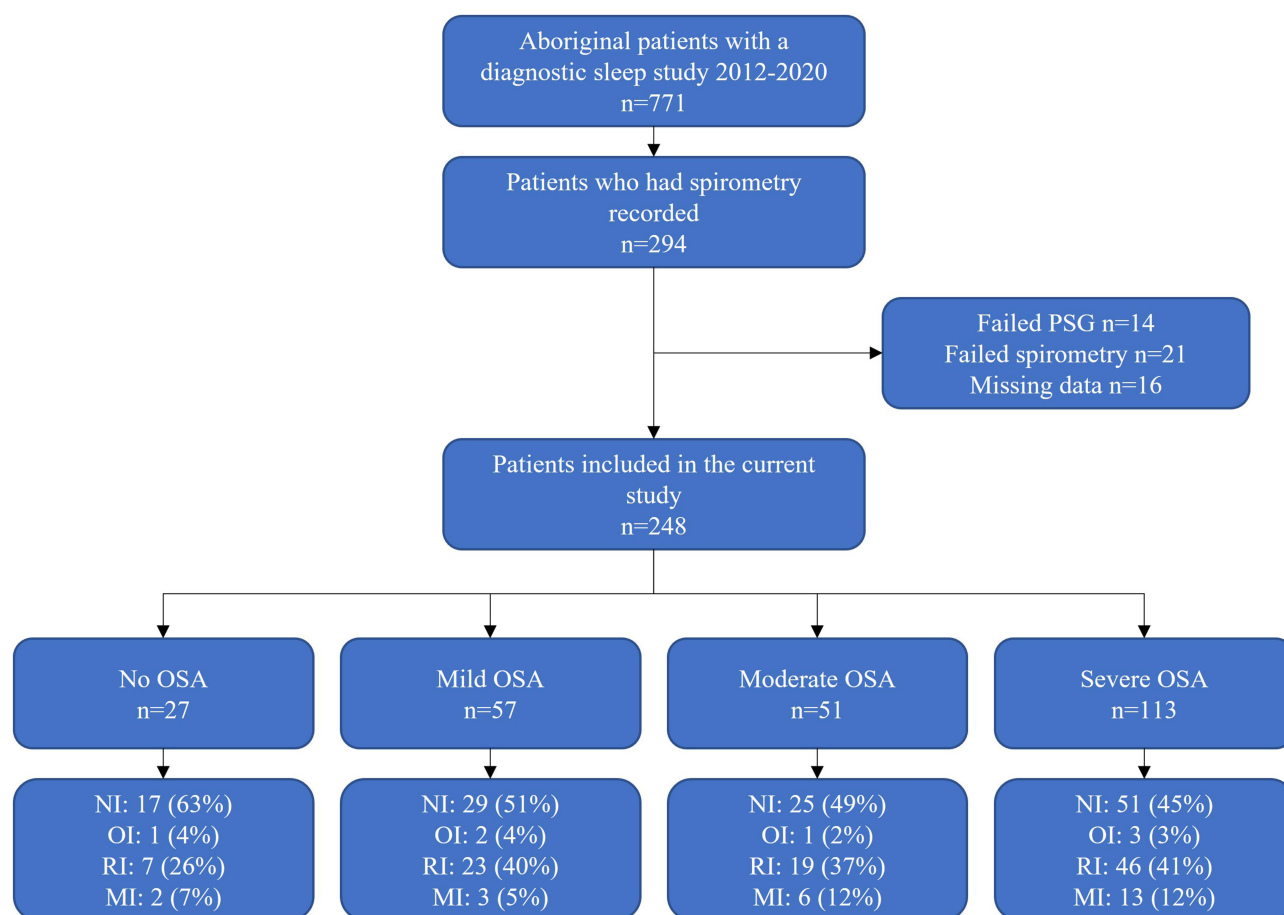 Aboriginal patients with a
diagnostic sleep study 2012-2020
n=771
Patients who had spirometry
recorded
n=294
Failed PSG n=14
Failed spirometry n=21
Missing data n=16
Patients included in the current
study
n=248
No OSA
n=27
Mild OSA
n=57
Moderate OSA
n=51
Severe OSA
n=113
NI: 17 (63%)
OI: 1 (4%)
RI: 7 (26%)
MI: 2 (7%)
NI: 29 (51%)
OI: 2 (4%)
RI: 23 (40%)
MI: 3 (5%)
NI: 25 (49%)
OI: 1 (2%)
RI: 19 (37%)
MI: 6 (12%)
NI: 51 (45%)
OI: 3 (3%)
RI: 46 (41%)
MI: 13 (12%)